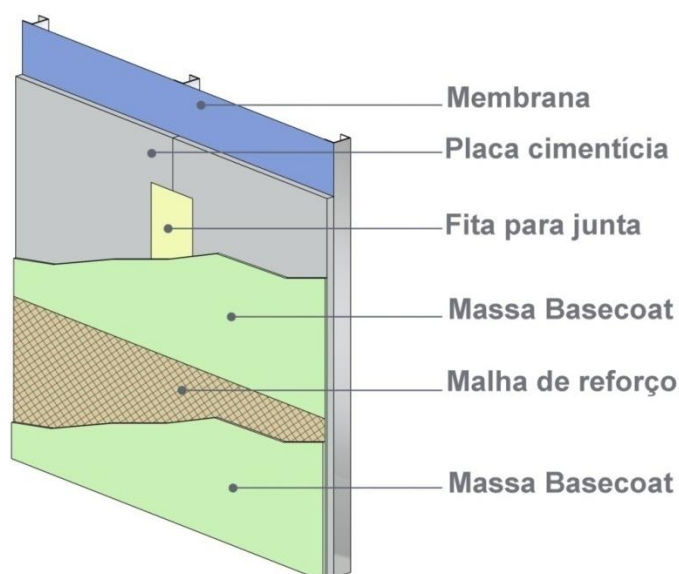 Membrana
Placa cimentícia
Fita para junta
Massa Basecoat
Malha de reforço
Massa Basecoat